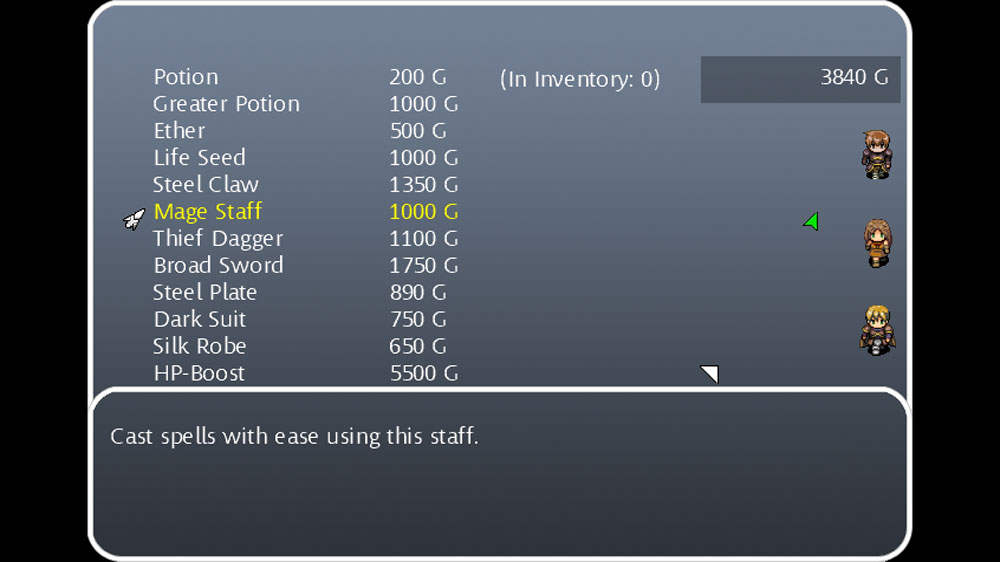 Potion 200 G (In Inventory: 0) 3840 G
Greater Potion 1000 G
Ether 500 G
Life Seed 1000 G
Steel Claw 1350 G
Mage Staff 1000 G
Thief Dagger 1100 G
Broad Sword 1750 G
Steel Plate 890 G
Dark Suit 750 G
Silk Robe 650 G
HP-Boost 5500 G
Cast spells with ease using this staff.